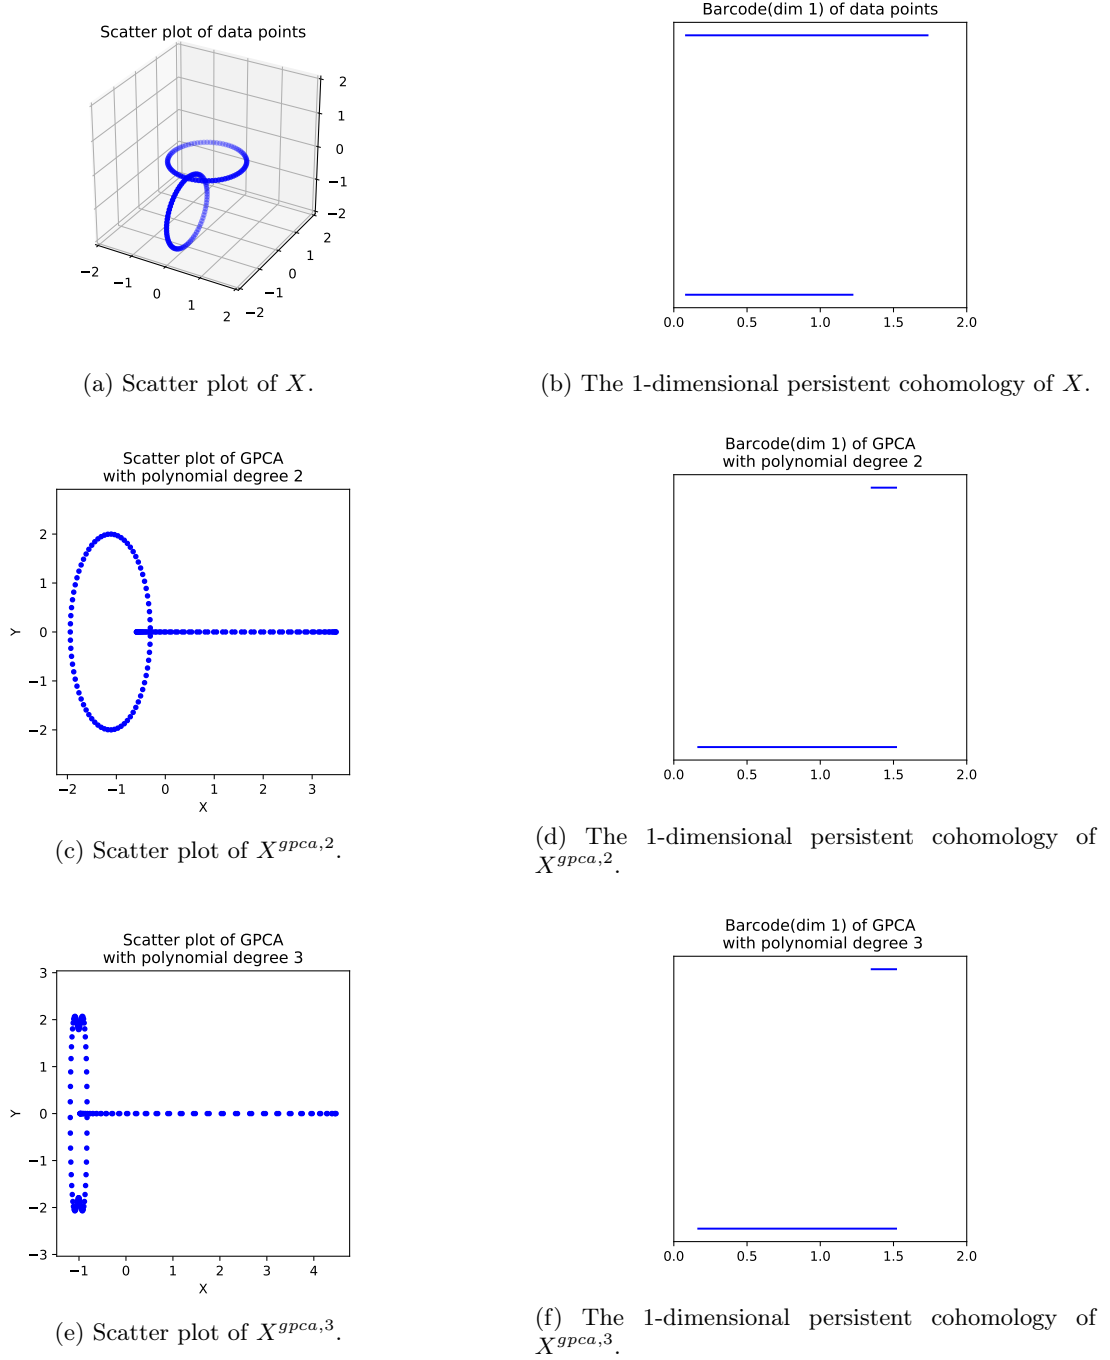 Scatter plot of data points
2
1
0
−1
−2
2
1
0
−1
−2
−2
−1
0
1
2
Barcode(dim 1) of data points
0.0 0.5 1.0 1.5 2.0
(a) Scatter plot of X.
(b) The 1-dimensional persistent cohomology of X.
Scatter plot of GPCA
with polynomial degree 2
2
1
0
−1
−2
Y
−2 −1 0 1 2 3
X
Barcode(dim 1) of GPCA
with polynomial degree 2
0.0 0.5 1.0 1.5 2.0
(c) Scatter plot of X^{gpca,2}.
(d) The 1-dimensional persistent cohomology of
X^{gpca,2}.
Scatter plot of GPCA
with polynomial degree 3
3
2
1
0
−1
−2
−3
Y
−1 0 1 2 3 4
X
Barcode(dim 1) of GPCA
with polynomial degree 3
0.0 0.5 1.0 1.5 2.0
(e) Scatter plot of X^{gpca,3}.
(f) The 1-dimensional persistent cohomology of
X^{gpca,3}.